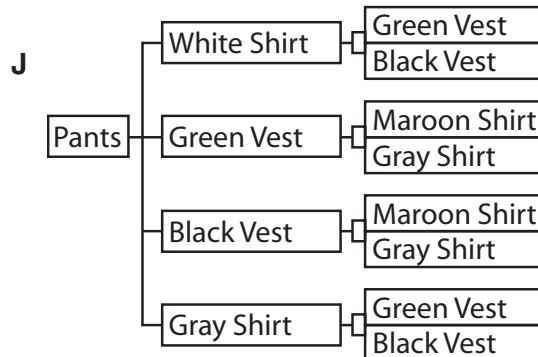 J
Pants
White Shirt
Green Vest
Black Vest
Green Vest
Maroon Shirt
Gray Shirt
Black Vest
Maroon Shirt
Gray Shirt
Gray Shirt
Green Vest
Black Vest